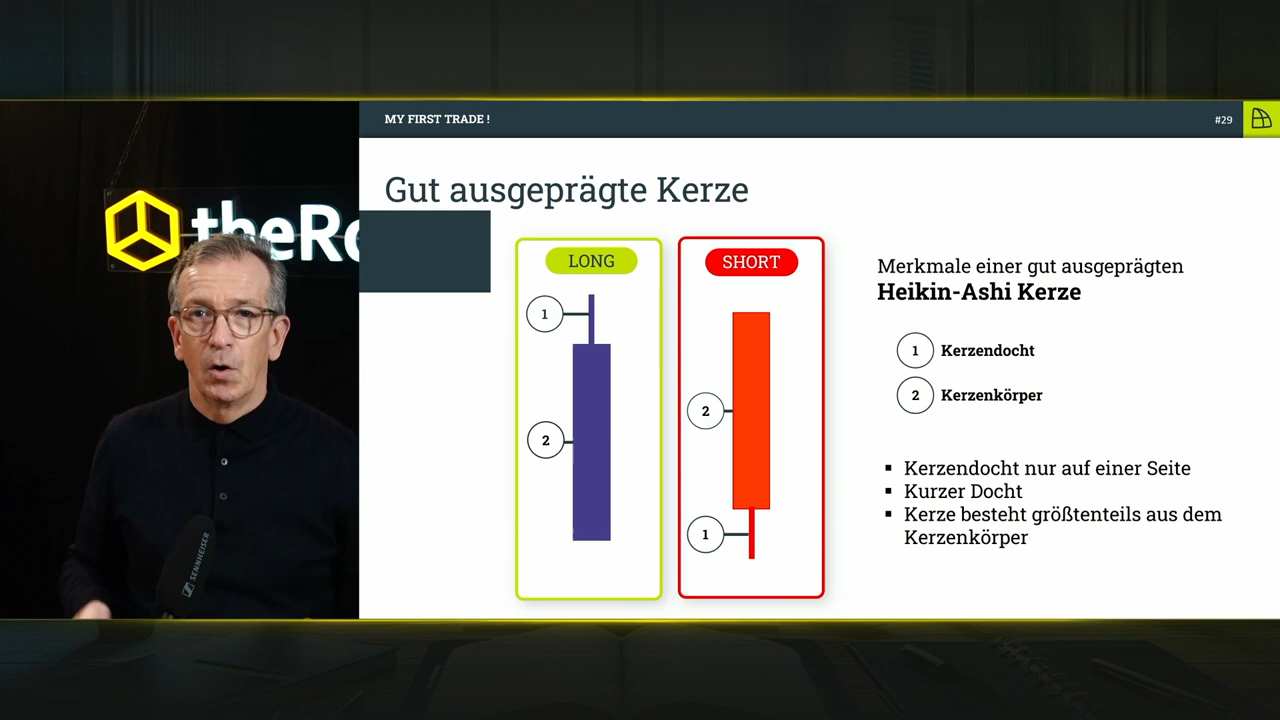 MY FIRST TRADE !
#29
theRo
Gut ausgeprägte Kerze
LONG
SHORT
1
2
2
1
Merkmale einer gut ausgeprägten
Heikin-Ashi Kerze
1 Kerzendocht
2 Kerzenkörper
▪ Kerzendocht nur auf einer Seite
▪ Kurzer Docht
▪ Kerze besteht größtenteils aus dem
Kerzenkörper
SENNHEISER